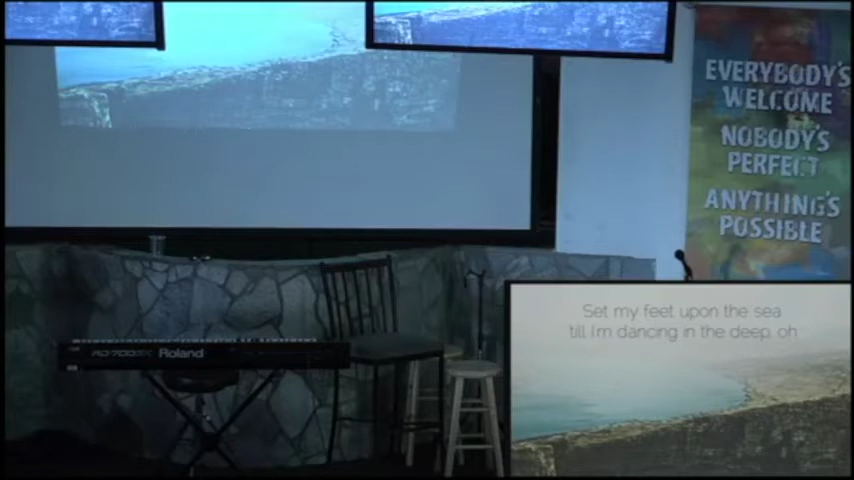 EVERYBODY'S
WELCOME
NOBODY'S
PERFECT
ANYTHING'S
POSSIBLE
Set my feet upon the sea
till I'm dancing in the deep, oh
Roland